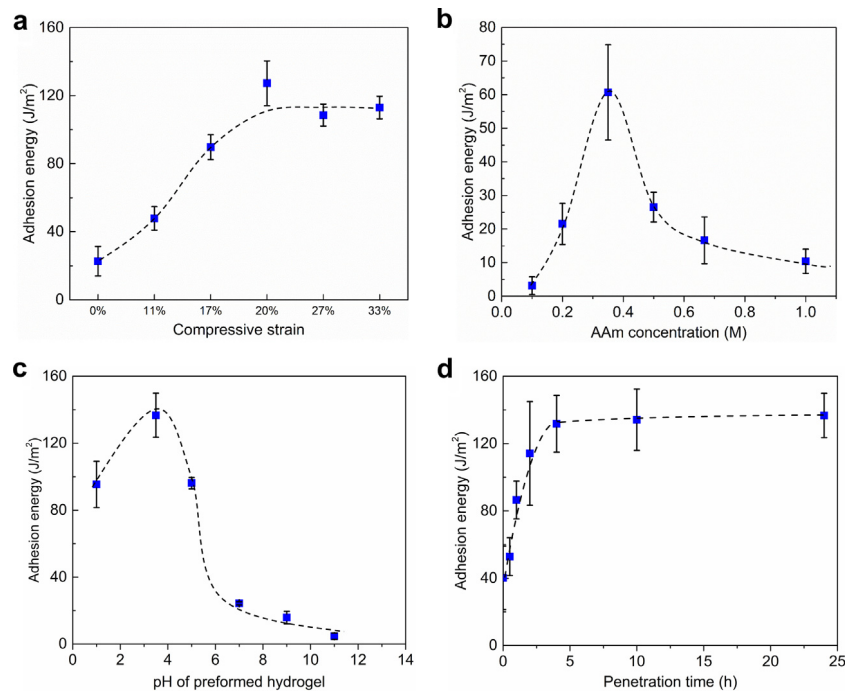 a
160
120
80
40
0
Adhesion energy (J/m²)
0% 11% 17% 20% 27% 33%
Compressive strain
b
80
70
60
50
40
30
20
10
0
Adhesion energy (J/m²)
0.0 0.2 0.4 0.6 0.8 1.0
AAm concentration (M)
c
160
120
80
40
0
Adhesion energy (J/m²)
0 2 4 6 8 10 12 14
pH of preformed hydrogel
d
160
120
80
40
0
Adhesion energy (J/m²)
0 5 10 15 20 25
Penetration time (h)